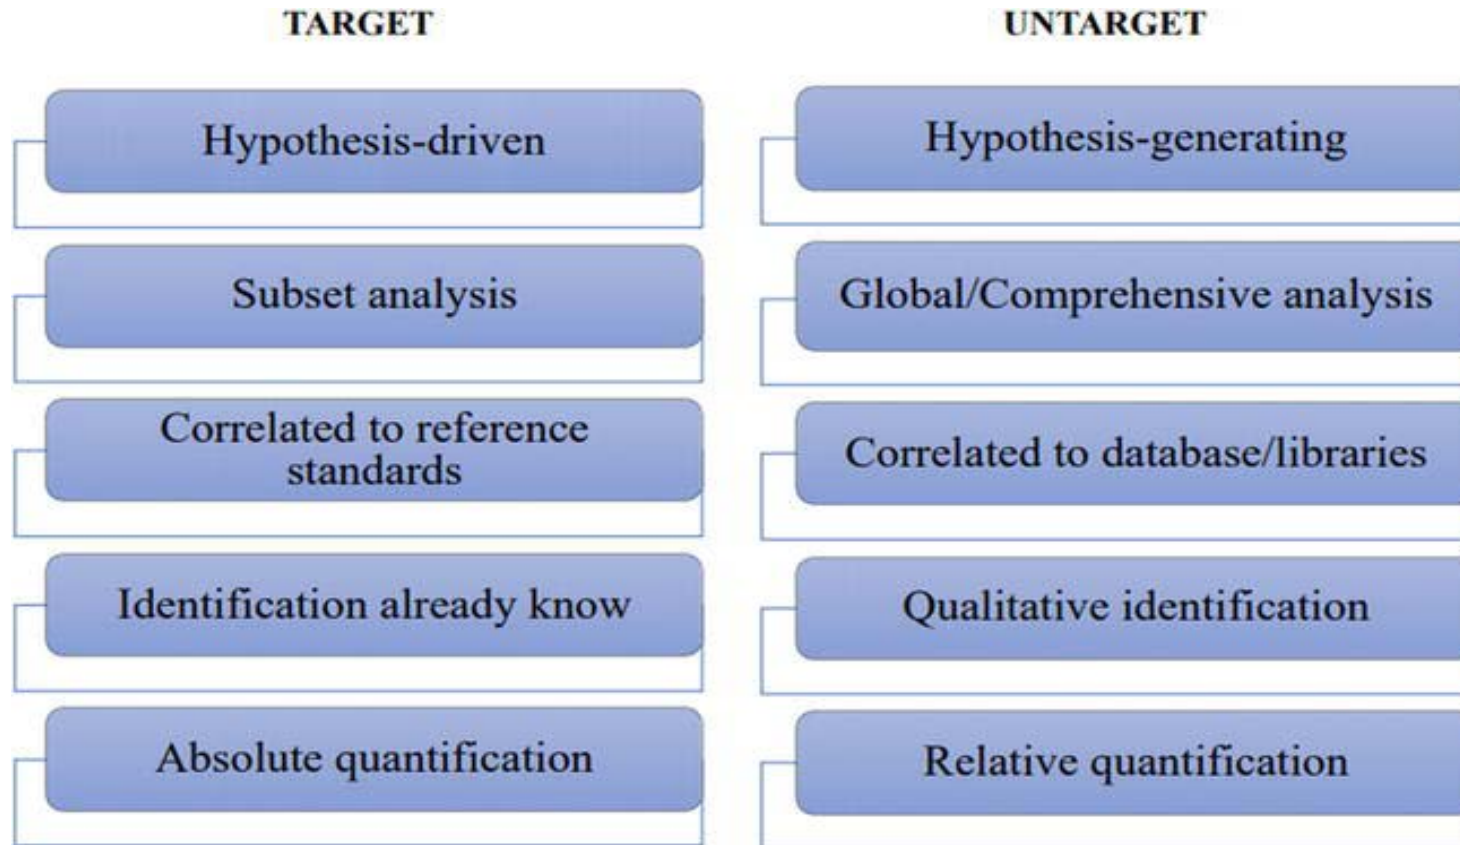 TARGET
Hypothesis-driven
Subset analysis
Correlated to reference
standards
Identification already know
Absolute quantification
UNTARGET
Hypothesis-generating
Global/Comprehensive analysis
Correlated to database/libraries
Qualitative identification
Relative quantification